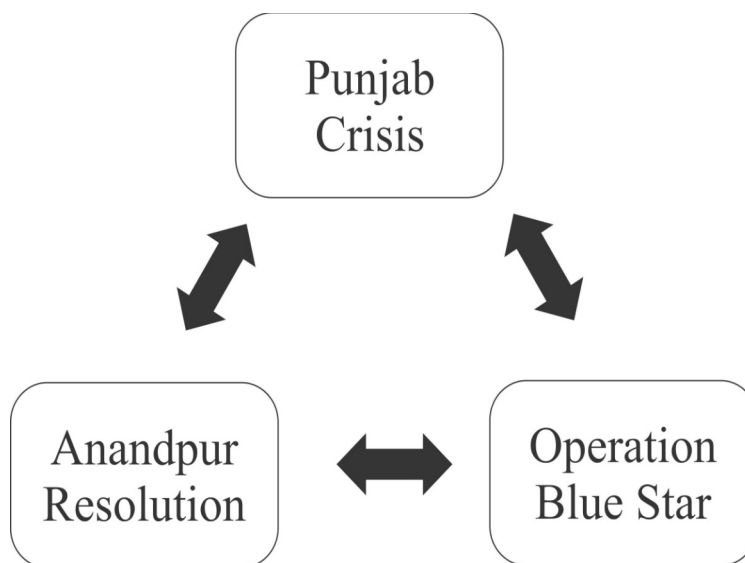 Punjab
Crisis
Anandpur
Resolution
Operation
Blue Star